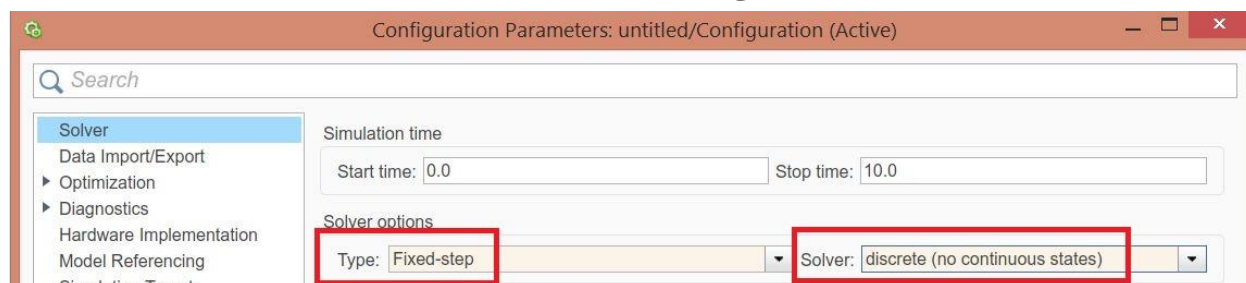 Configuration Parameters: untitled/Configuration (Active)
Search
Solver
Data Import/Export
Optimization
Diagnostics
Hardware Implementation
Model Referencing
Simulation time
Start time: 0.0 Stop time: 10.0
Solver options
Type: Fixed-step Solver: discrete (no continuous states)